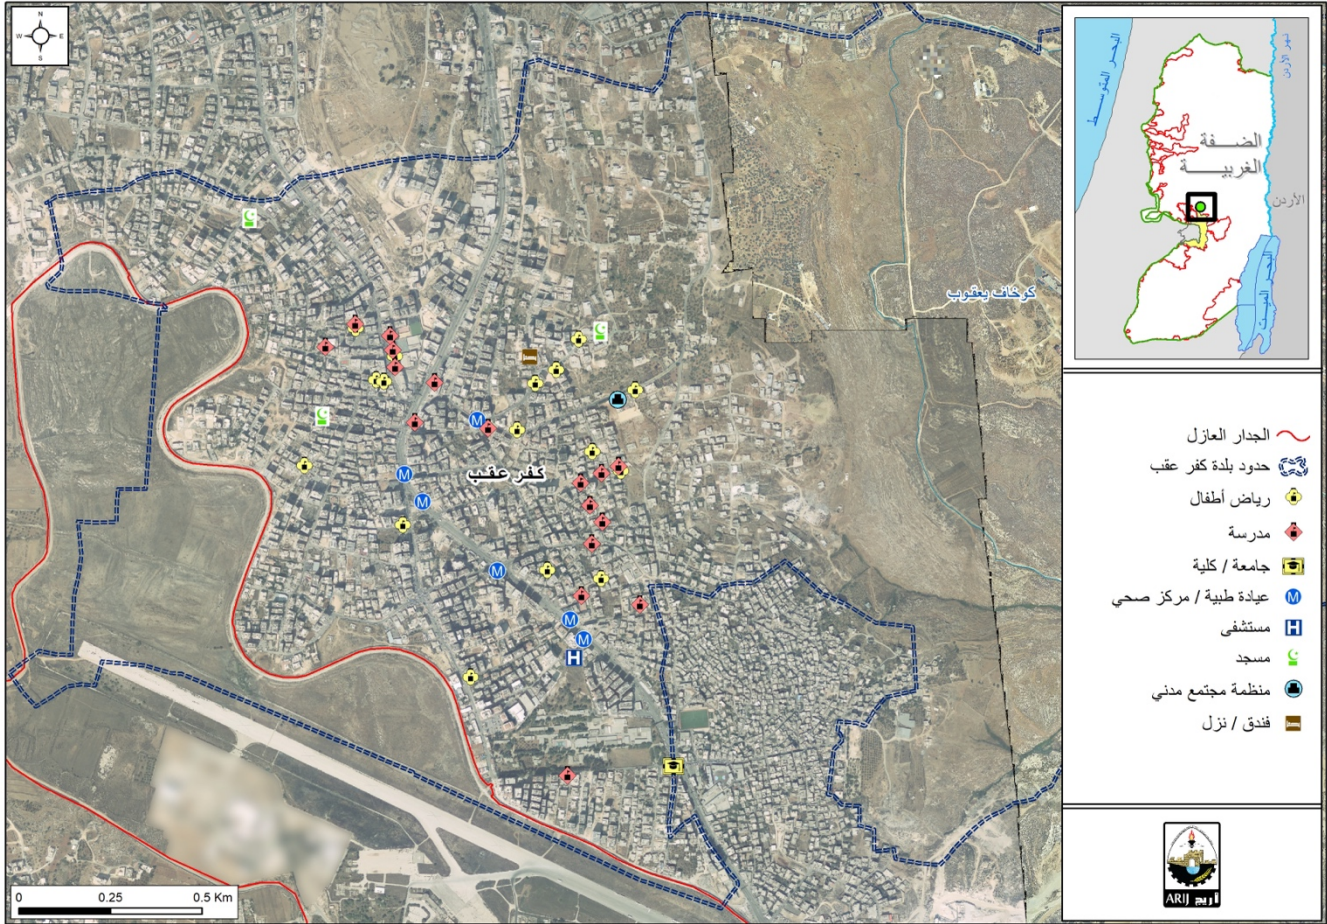 N
W
E
S
كوخاف يعقوب
كفر عقب
0
0.25
0.5 Km
البحر المتوسط
نهر الأردن
الضفة
الغربية
الأردن
البحر الميت
الجدار العازل
حدود بلدة كفر عقب
رياض أطفال
مدرسة
جامعة / كلية
M
عيادة طبية / مركز صحي
H
مستشفى
مسجد
منظمة مجتمع مدني
فندق / نزل
ARIJ أريج